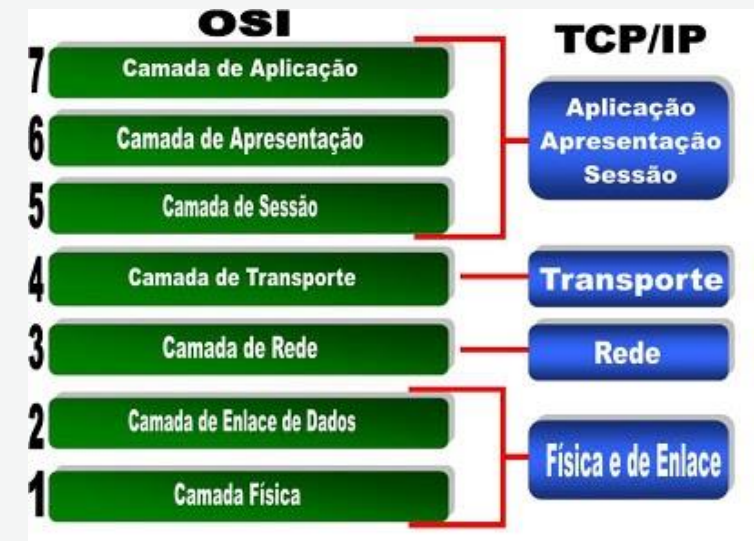 OSI
7
Camada de Aplicação
6
Camada de Apresentação
5
Camada de Sessão
4
Camada de Transporte
3
Camada de Rede
2
Camada de Enlace de Dados
1
Camada Física
TCP/IP
Aplicação
Apresentação
Sessão
Transporte
Rede
Física e de Enlace